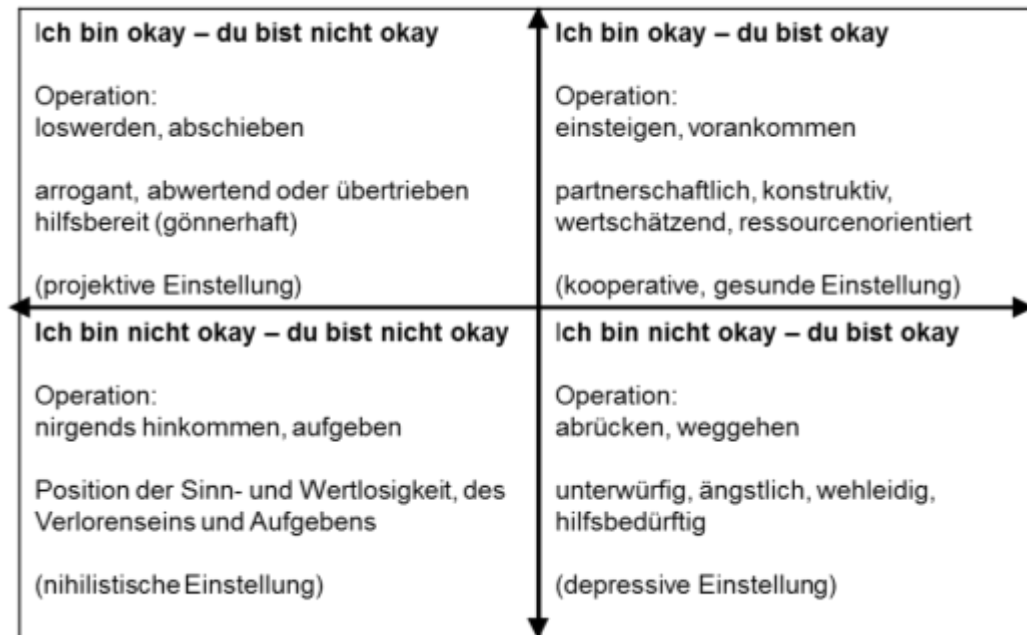 Ich bin okay – du bist nicht okay
Operation:
loswerden, abschieben
arrogant, abwertend oder übertrieben
hilfsbereit (gönnerhaft)
(projektive Einstellung)
Ich bin okay – du bist okay
Operation:
einsteigen, vorankommen
partnerschaftlich, konstruktiv,
wertschätzend, ressourcenorientiert
(kooperative, gesunde Einstellung)
Ich bin nicht okay – du bist nicht okay
Operation:
nirgends hinkommen, aufgeben
Position der Sinn- und Wertlosigkeit, des
Verlorenseins und Aufgebens
(nihilistische Einstellung)
Ich bin nicht okay – du bist okay
Operation:
abrücken, weggehen
unterwürfig, ängstlich, wehleidig,
hilfsbedürftig
(depressive Einstellung)